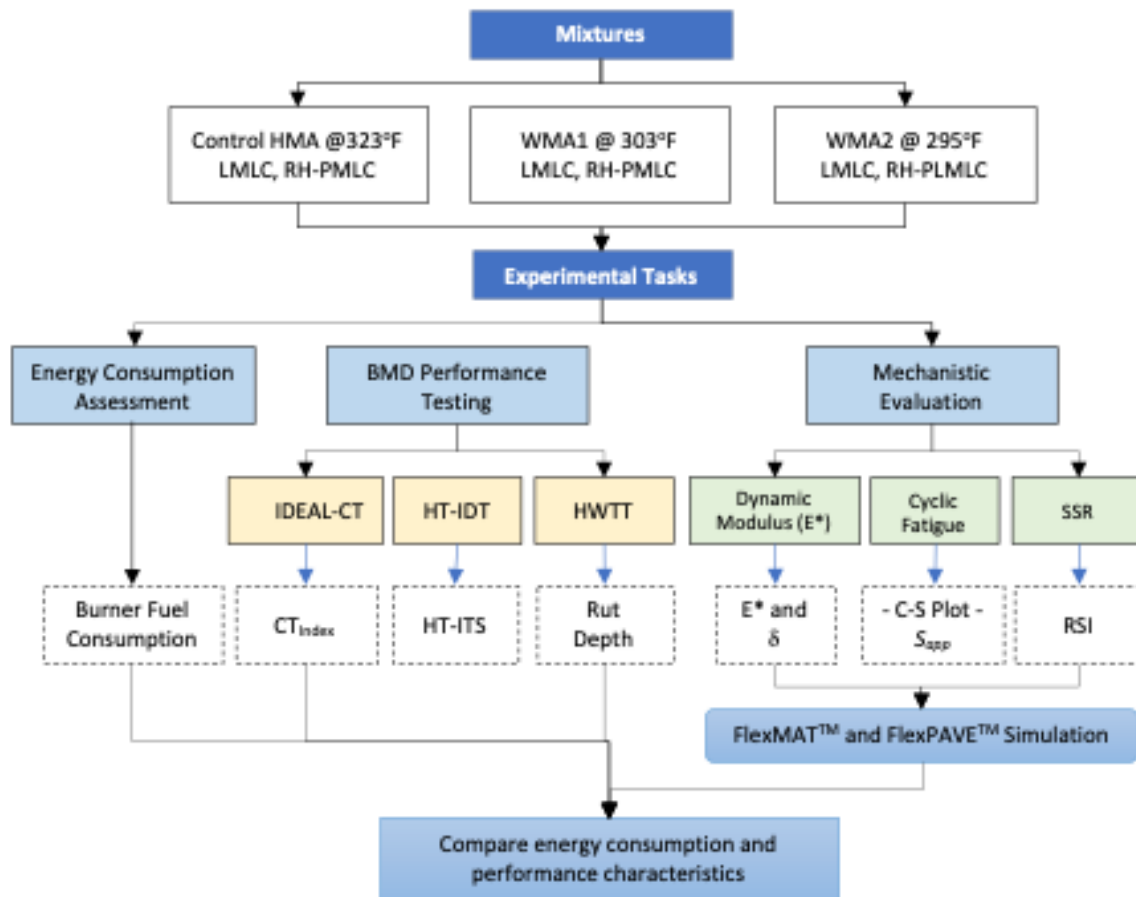 Mixtures
Control HMA @323°F
LMLC, RH-PMLC
WMA1 @ 303°F
LMLC, RH-PMLC
WMA2 @ 295°F
LMLC, RH-PLMLC
Experimental Tasks
Energy Consumption
Assessment
BMD Performance
Testing
Mechanistic
Evaluation
IDEAL-CT
HT-IDT
HWTT
Dynamic
Modulus (E*)
Cyclic
Fatigue
SSR
Burner Fuel
Consumption
CTIndex
HT-ITS
Rut
Depth
E* and
δ
- C-S Plot -
Sapp
RSI
FlexMAT™ and FlexPAVE™ Simulation
Compare energy consumption and
performance characteristics